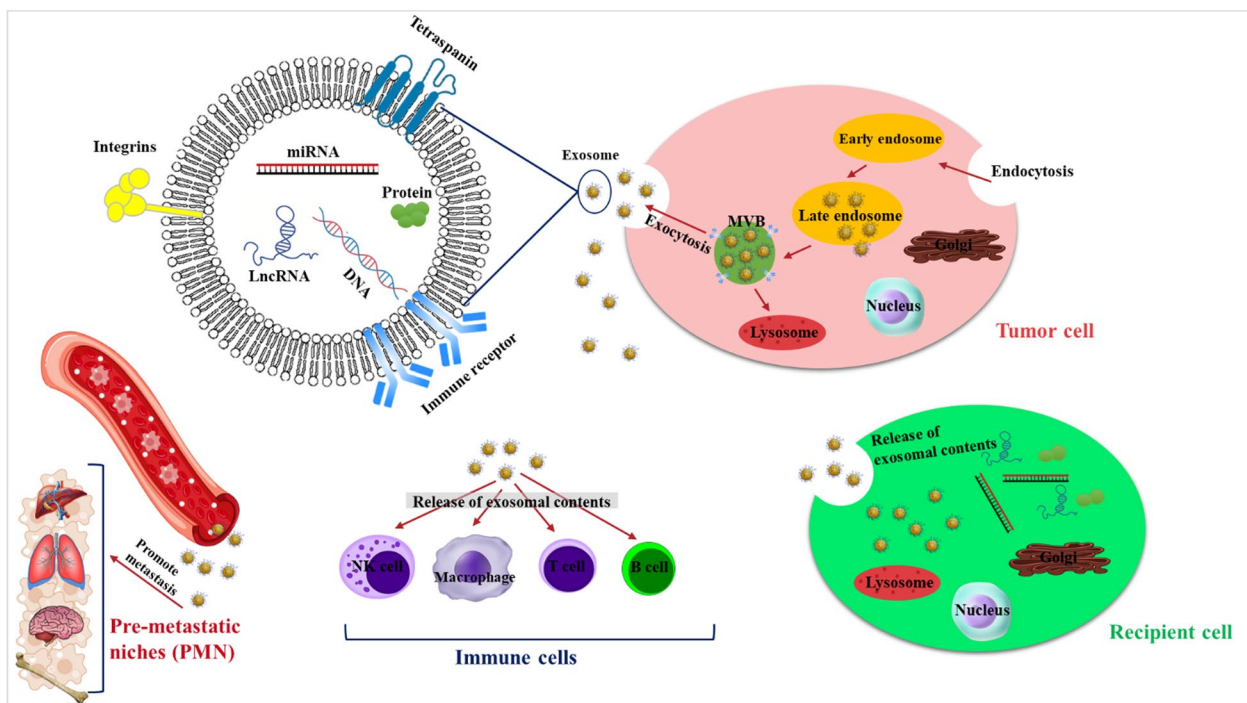 Tetraspanin
Integrins
miRNA
Protein
LncRNA
DNA
Immune receptor
Exosome
Early endosome
Endocytosis
Late endosome
MVB
Exocytosis
Golgi
Nucleus
Lysosome
Tumor cell
Promote
metastasis
Pre-metastatic
niches (PMN)
Release of exosomal contents
NK cell
Macrophage
T cell
B cell
Immune cells
Release of
exosomal contents
Golgi
Lysosome
Nucleus
Recipient cell